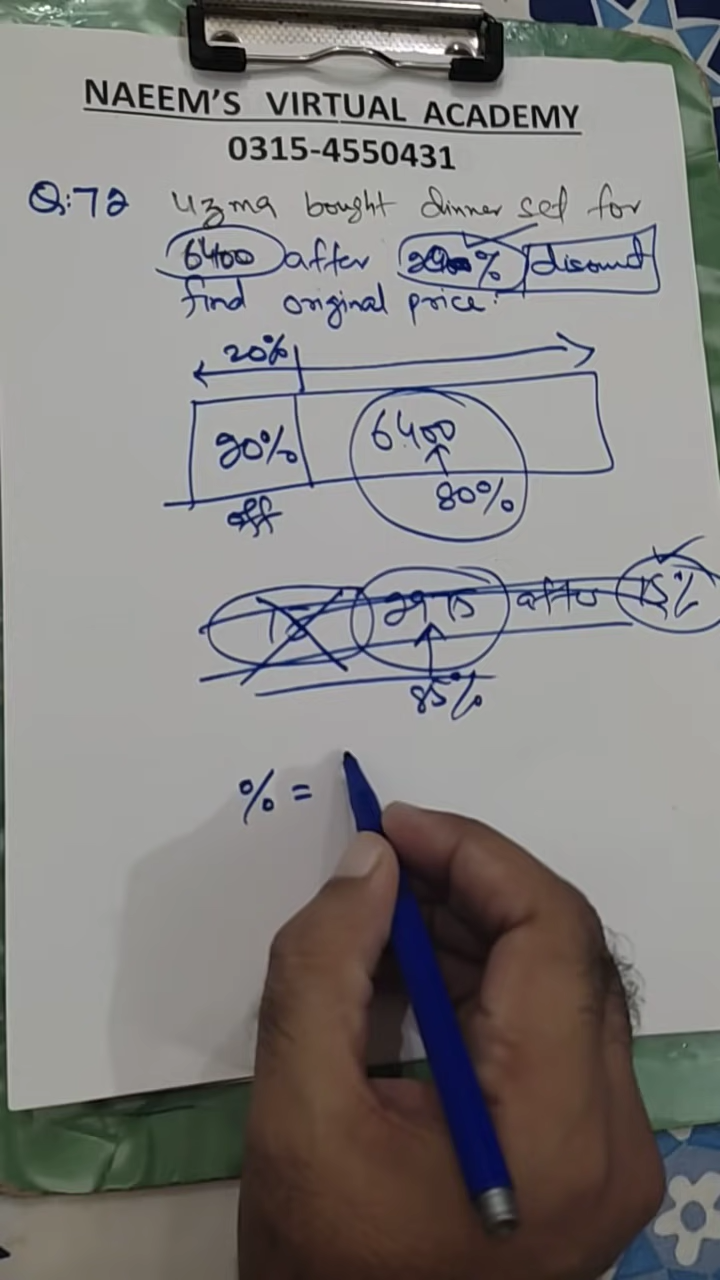 NAEEM'S VIRTUAL ACADEMY
0315-4550431
Q:72 Uzma bought dinner set for
6400 after 20% discount
find original price:
20%
20% 6400
80%
off
2975 after 15%
85%
% =